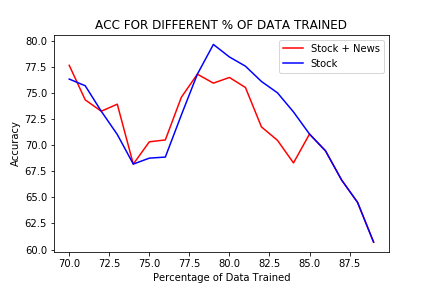 ACC FOR DIFFERENT % OF DATA TRAINED
Stock + News
Stock
Accuracy
80.0
77.5
75.0
72.5
70.0
67.5
65.0
62.5
60.0
70.0 72.5 75.0 77.5 80.0 82.5 85.0 87.5
Percentage of Data Trained